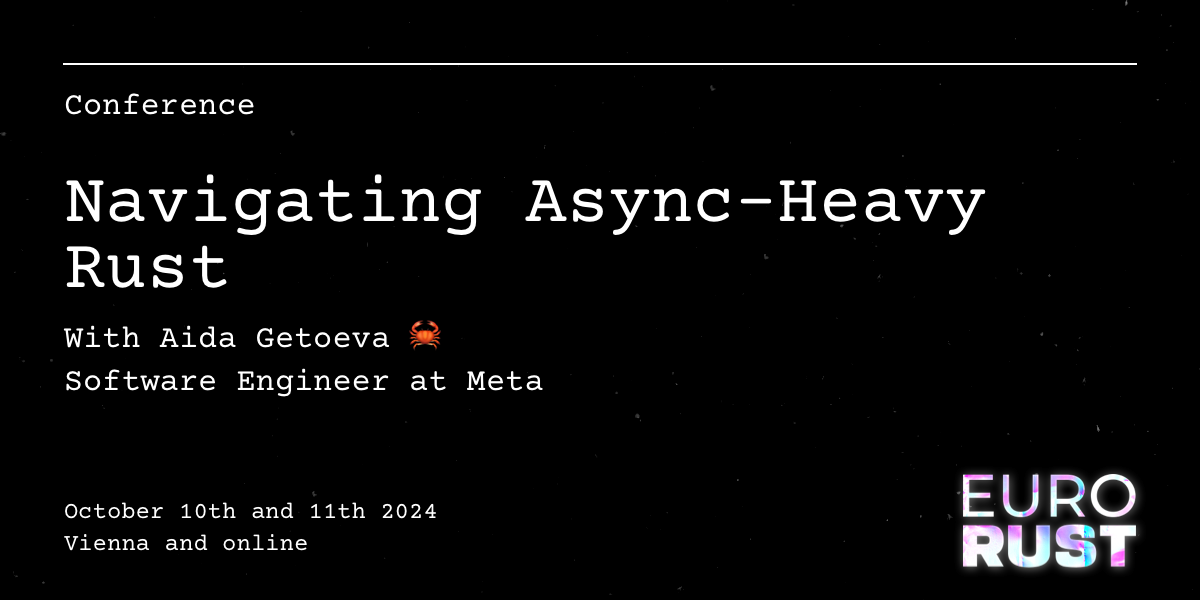 Conference
Navigating Async-Heavy
Rust
With Aida Getoeva 🦀
Software Engineer at Meta
October 10th and 11th 2024
Vienna and online
EURO
RUST